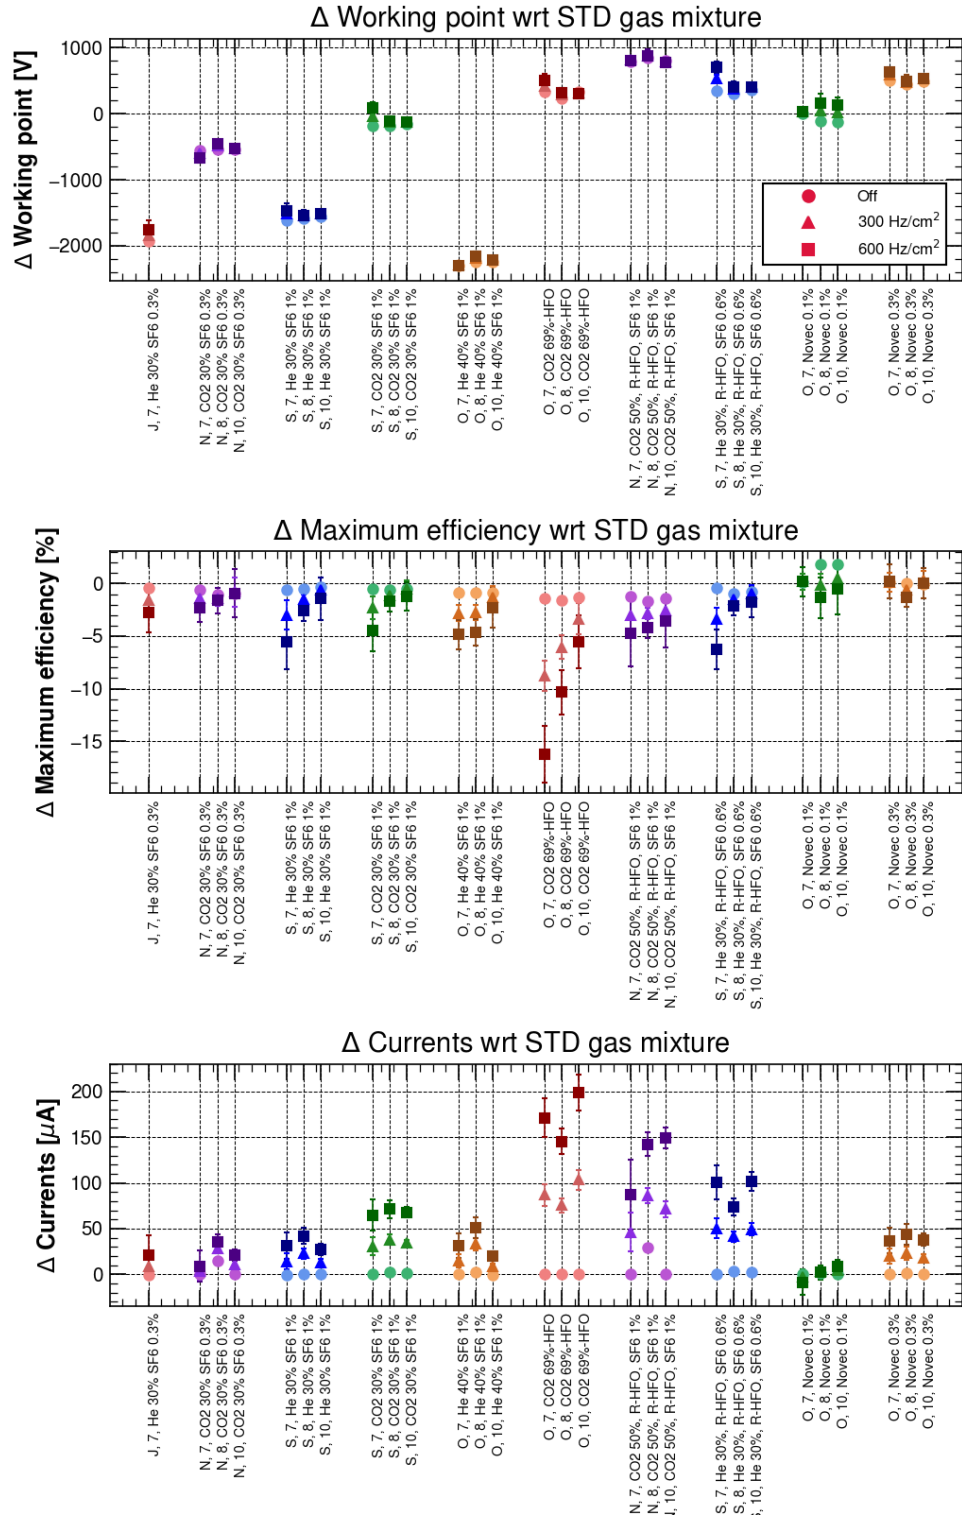 Δ Working point wrt STD gas mixture
Δ Working point [V]
1000
0
−1000
−2000
Off
300 Hz/cm²
600 Hz/cm²
J, 7, He 30% SF6 0.3%
N, 7, CO2 30% SF6 0.3%
N, 8, CO2 30% SF6 0.3%
N, 10, CO2 30% SF6 0.3%
S, 7, He 30% SF6 1%
S, 8, He 30% SF6 1%
S, 10, He 30% SF6 1%
S, 7, CO2 30% SF6 1%
S, 8, CO2 30% SF6 1%
S, 10, CO2 30% SF6 1%
O, 7, He 40% SF6 1%
O, 8, He 40% SF6 1%
O, 10, He 40% SF6 1%
O, 7, CO2 69%-HFO
O, 8, CO2 69%-HFO
O, 10, CO2 69%-HFO
N, 7, CO2 50%, R-HFO, SF6 1%
N, 8, CO2 50%, R-HFO, SF6 1%
N, 10, CO2 50%, R-HFO, SF6 1%
S, 7, He 30%, R-HFO, SF6 0.6%
S, 8, He 30%, R-HFO, SF6 0.6%
S, 10, He 30%, R-HFO, SF6 0.6%
O, 7, Novec 0.1%
O, 8, Novec 0.1%
O, 10, Novec 0.1%
O, 7, Novec 0.3%
O, 8, Novec 0.3%
O, 10, Novec 0.3%
Δ Maximum efficiency wrt STD gas mixture
Δ Maximum efficiency [%]
0
−5
−10
−15
J, 7, He 30% SF6 0.3%
N, 7, CO2 30% SF6 0.3%
N, 8, CO2 30% SF6 0.3%
N, 10, CO2 30% SF6 0.3%
S, 7, He 30% SF6 1%
S, 8, He 30% SF6 1%
S, 10, He 30% SF6 1%
S, 7, CO2 30% SF6 1%
S, 8, CO2 30% SF6 1%
S, 10, CO2 30% SF6 1%
O, 7, He 40% SF6 1%
O, 8, He 40% SF6 1%
O, 10, He 40% SF6 1%
O, 7, CO2 69%-HFO
O, 8, CO2 69%-HFO
O, 10, CO2 69%-HFO
N, 7, CO2 50%, R-HFO, SF6 1%
N, 8, CO2 50%, R-HFO, SF6 1%
N, 10, CO2 50%, R-HFO, SF6 1%
S, 7, He 30%, R-HFO, SF6 0.6%
S, 8, He 30%, R-HFO, SF6 0.6%
S, 10, He 30%, R-HFO, SF6 0.6%
O, 7, Novec 0.1%
O, 8, Novec 0.1%
O, 10, Novec 0.1%
O, 7, Novec 0.3%
O, 8, Novec 0.3%
O, 10, Novec 0.3%
Δ Currents wrt STD gas mixture
Δ Currents [μA]
200
150
100
50
0
J, 7, He 30% SF6 0.3%
N, 7, CO2 30% SF6 0.3%
N, 8, CO2 30% SF6 0.3%
N, 10, CO2 30% SF6 0.3%
S, 7, He 30% SF6 1%
S, 8, He 30% SF6 1%
S, 10, He 30% SF6 1%
S, 7, CO2 30% SF6 1%
S, 8, CO2 30% SF6 1%
S, 10, CO2 30% SF6 1%
O, 7, He 40% SF6 1%
O, 8, He 40% SF6 1%
O, 10, He 40% SF6 1%
O, 7, CO2 69%-HFO
O, 8, CO2 69%-HFO
O, 10, CO2 69%-HFO
N, 7, CO2 50%, R-HFO, SF6 1%
N, 8, CO2 50%, R-HFO, SF6 1%
N, 10, CO2 50%, R-HFO, SF6 1%
S, 7, He 30%, R-HFO, SF6 0.6%
S, 8, He 30%, R-HFO, SF6 0.6%
S, 10, He 30%, R-HFO, SF6 0.6%
O, 7, Novec 0.1%
O, 8, Novec 0.1%
O, 10, Novec 0.1%
O, 7, Novec 0.3%
O, 8, Novec 0.3%
O, 10, Novec 0.3%